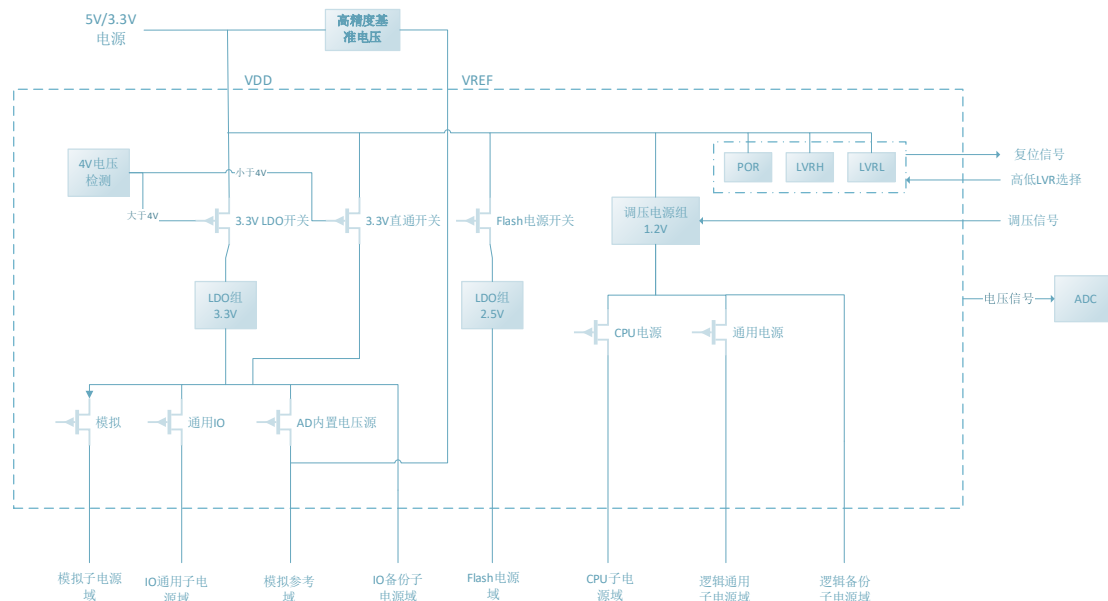 5V/3.3V
电源
高精度基
准电压
VDD
VREF
4V电压
检测
小于4V
大于4V
3.3V LDO开关
3.3V直通开关
Flash电源开关
POR
LVRH
LVRL
复位信号
高低LVR选择
调压电源组
1.2V
调压信号
LDO组
3.3V
LDO组
2.5V
电压信号
ADC
CPU电源
通用电源
模拟
通用IO
AD内置电压源
模拟子电源
域
IO通用子电
源域
模拟参考
域
IO备份子
电源域
Flash电源
域
CPU子电
源域
逻辑通用
子电源域
逻辑备份
子电源域